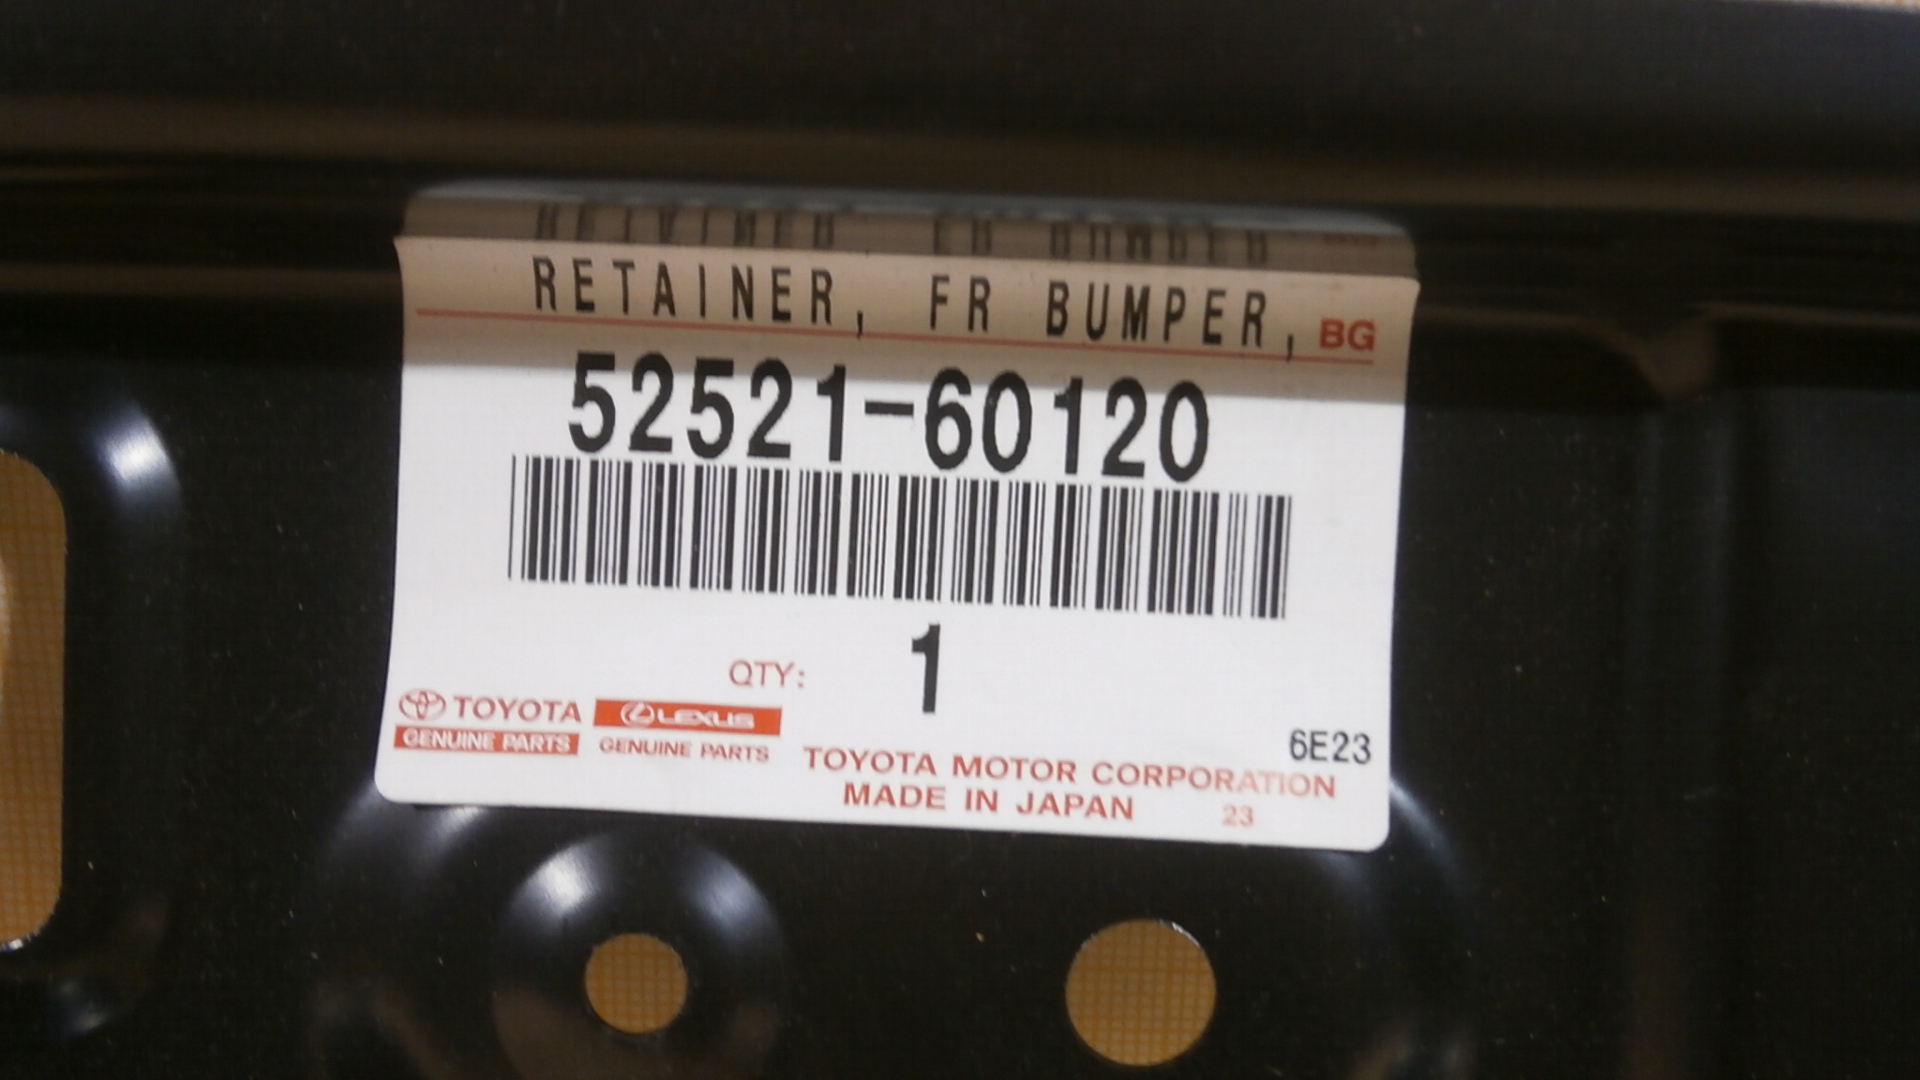 RETAINER, FR BUMPER, BG
52521-60120
QTY: 1
TOYOTA LEXUS
GENUINE PARTS GENUINE PARTS
6E23
TOYOTA MOTOR CORPORATION
MADE IN JAPAN 23